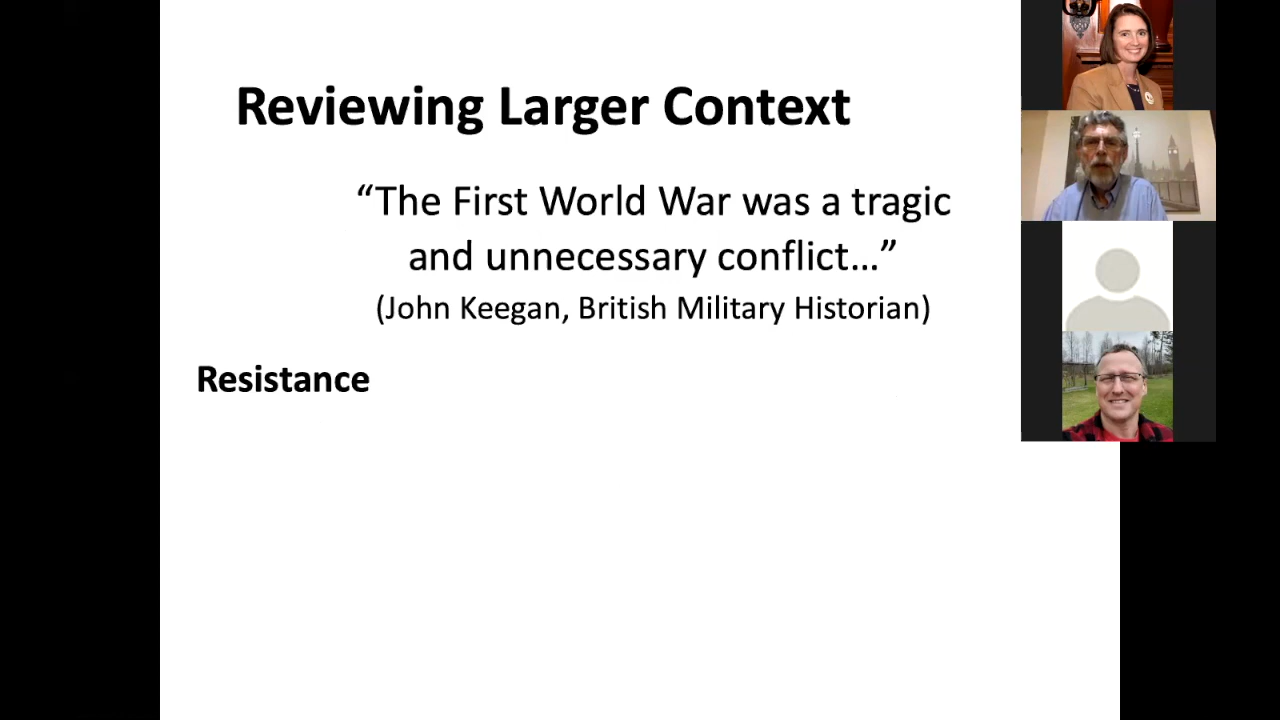 Reviewing Larger Context
“The First World War was a tragic
and unnecessary conflict…”
(John Keegan, British Military Historian)
Resistance